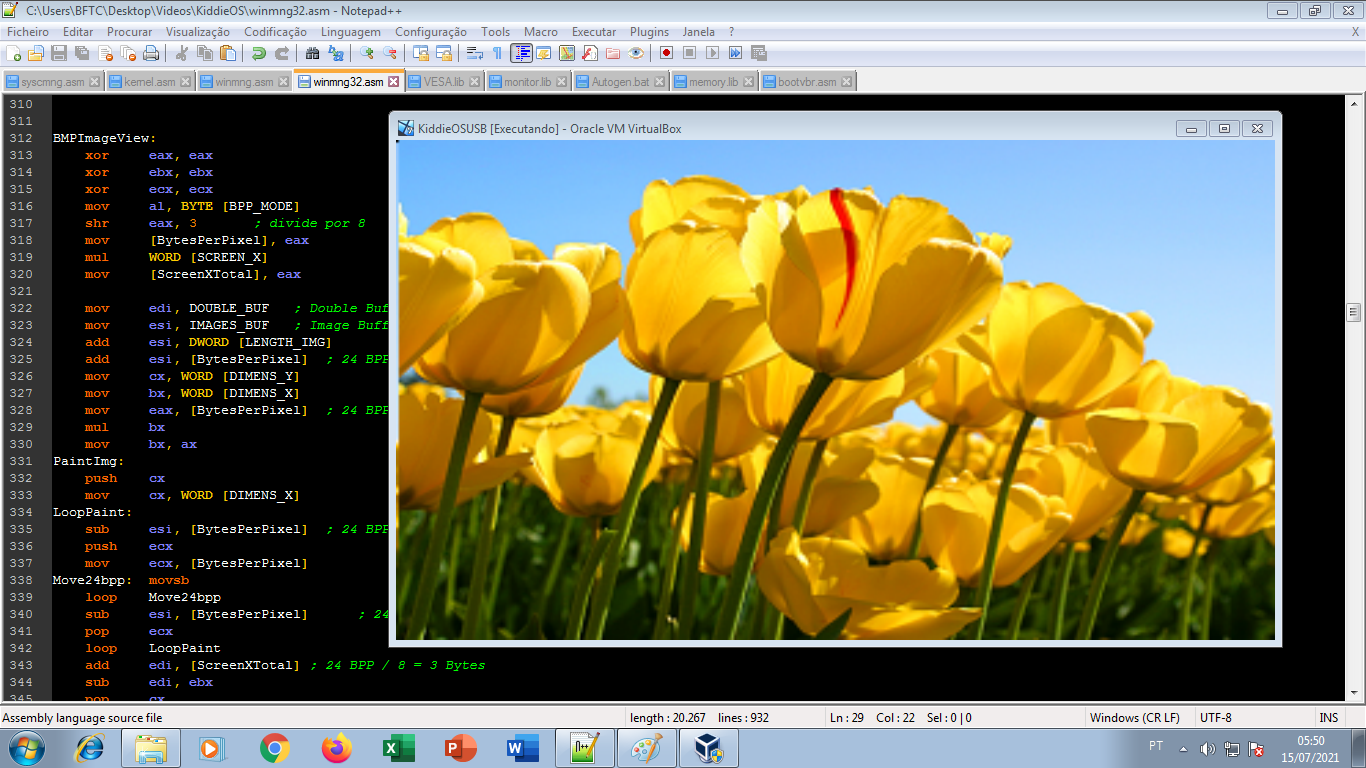 C:\Users\BFTC\Desktop\Videos\KiddieOS\winmng32.asm - Notepad++
Ficheiro Editar Procurar Visualização Codificação Linguagem Configuração Tools Macro Executar Plugins Janela ? X
syscmng.asm kernel.asm winmng.asm winmng32.asm VESA.lib monitor.lib Autogen.bat memory.lib bootvbr.asm
310
311
312 BMPImageView:
313 xor eax, eax
314 xor ebx, ebx
315 xor ecx, ecx
316 mov al, BYTE [BPP_MODE]
317 shr eax, 3 ; divide por 8
318 mov [BytesPerPixel], eax
319 mul WORD [SCREEN_X]
320 mov [ScreenXTotal], eax
321
322 mov edi, DOUBLE_BUF ; Double Buf
323 mov esi, IMAGES_BUF ; Image Buff
324 add esi, DWORD [LENGTH_IMG]
325 add esi, [BytesPerPixel] ; 24 BPP
326 mov cx, WORD [DIMENS_Y]
327 mov bx, WORD [DIMENS_X]
328 mov eax, [BytesPerPixel] ; 24 BPP
329 mul bx
330 mov bx, ax
331 PaintImg:
332 push cx
333 mov cx, WORD [DIMENS_X]
334 LoopPaint:
335 sub esi, [BytesPerPixel] ; 24 BPP
336 push ecx
337 mov ecx, [BytesPerPixel]
338 Move24bpp: movsb
339 loop Move24bpp
340 sub esi, [BytesPerPixel] ; 24
341 pop ecx
342 loop LoopPaint
343 add edi, [ScreenXTotal] ; 24 BPP / 8 = 3 Bytes
344 sub edi, ebx
345 pop cx
KiddieOSUSB [Executando] - Oracle VM VirtualBox
Assembly language source file length : 20.267 lines : 932 Ln : 29 Col : 22 Sel : 0 | 0 Windows (CR LF) UTF-8 INS
PT 05:50
15/07/2021